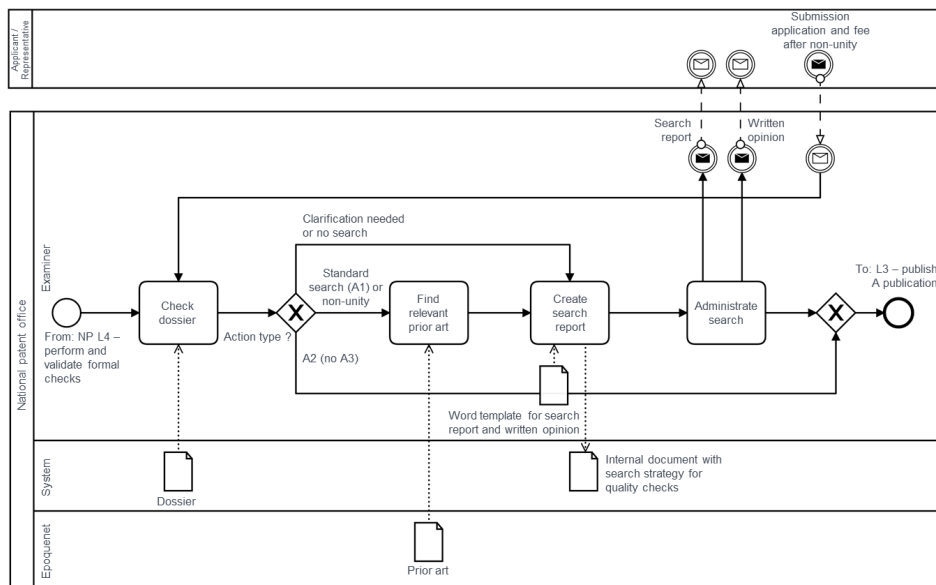 Applicant /
Representative
Submission
application and fee
after non-unity
Search
report
Written
opinion
National patent office
Examiner
Clarification needed
or no search
Standard
search (A1) or
non-unity
To: L3 – publish
A publication
Check
dossier
Find
relevant
prior art
Create
search
report
Administrate
search
From: NP L4 –
perform and
validate formal
checks
Action type ?
A2 (no A3)
Word template for search
report and written opinion
System
Dossier
Internal document with
search strategy for
quality checks
Epoquenet
Prior art